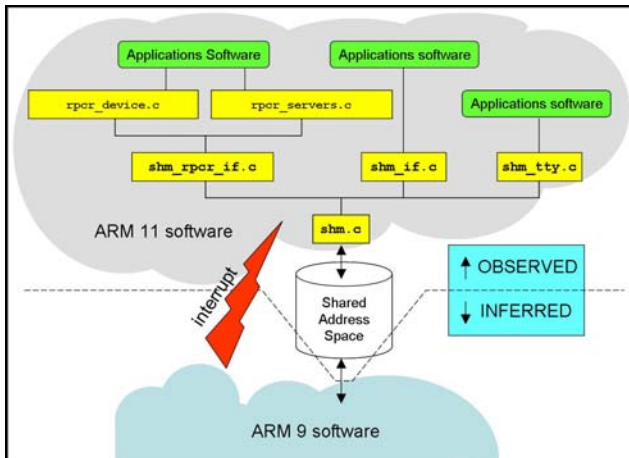 Applications Software
Applications software
rpcr_device.c
rpcr_servers.c
Applications software
shm_rpcr_if.c
shm_if.c
shm_tty.c
shm.c
ARM 11 software
interrupt
OBSERVED
INFERRED
Shared
Address
Space
ARM 9 software